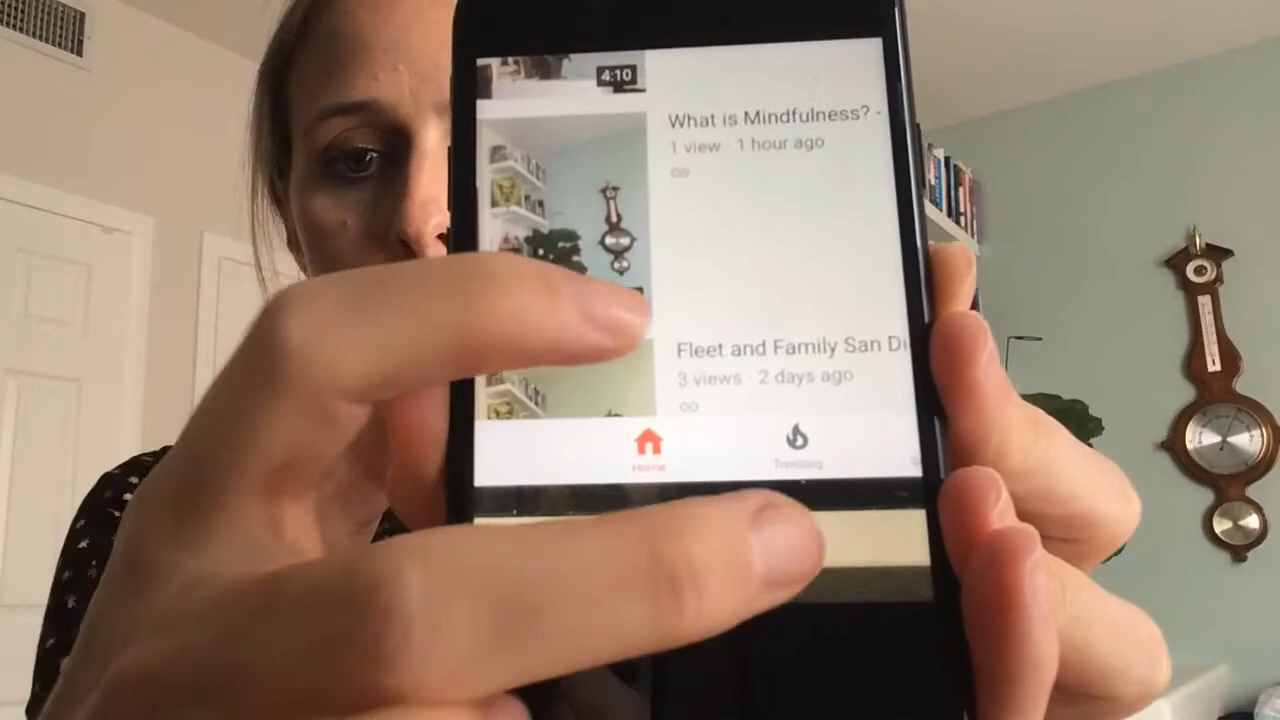 4:10
What is Mindfulness? -
1 view · 1 hour ago
Fleet and Family San Di
3 views · 2 days ago
Home
Trending